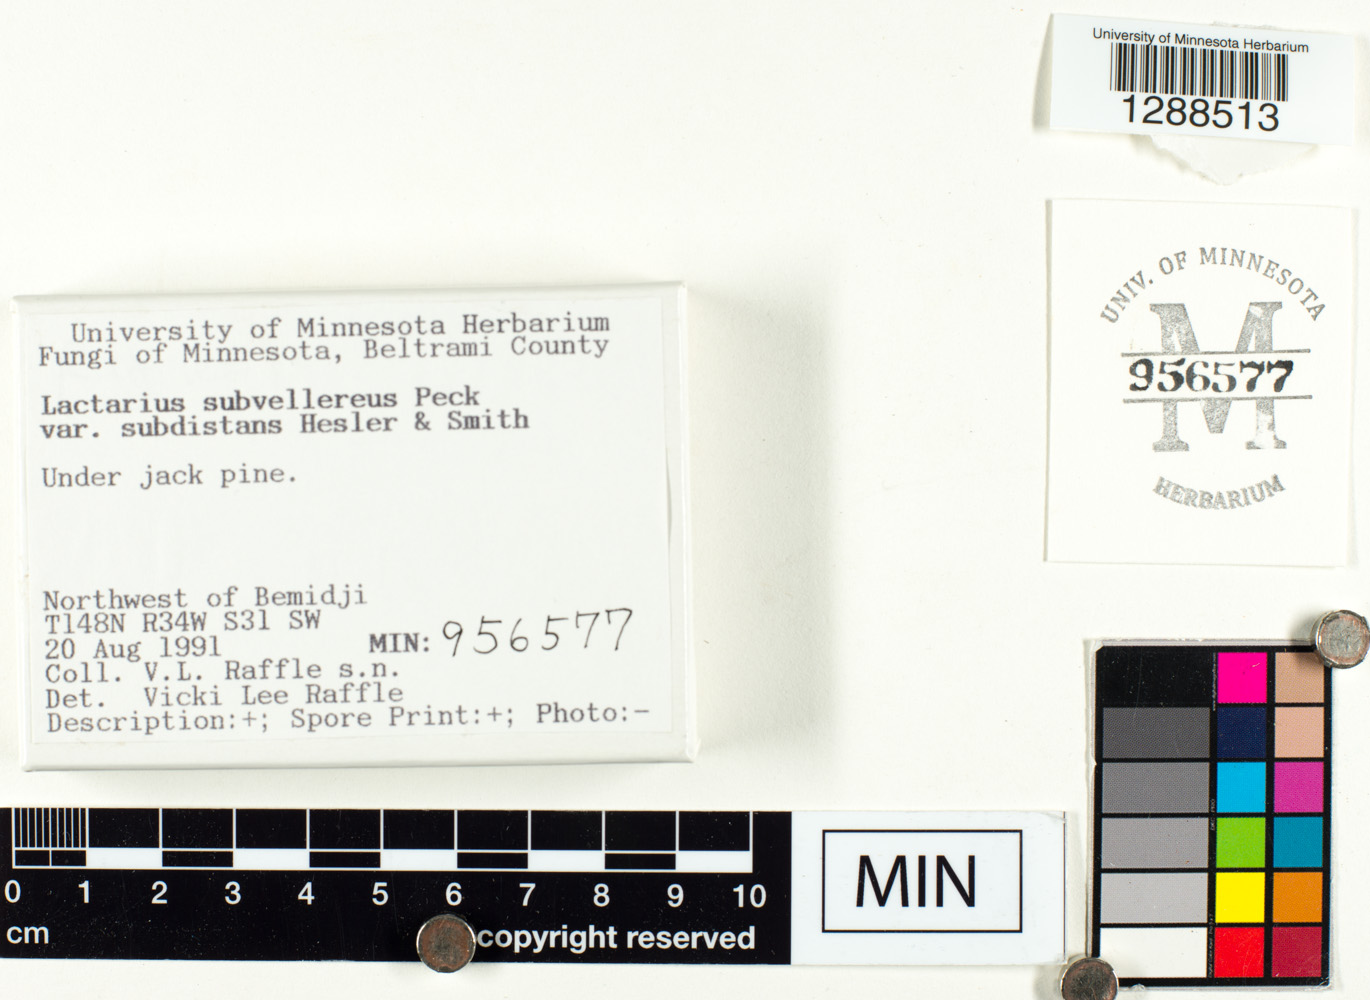 University of Minnesota Herbarium
1288513
UNIV. OF MINNESOTA
M
956577
HERBARIUM
University of Minnesota Herbarium
Fungi of Minnesota, Beltrami County
Lactarius subvellereus Peck
var. subdistans Hesler & Smith
Under jack pine.
Northwest of Bemidji
T148N R34W S31 SW
20 Aug 1991 MIN: 956577
Coll. V.L. Raffle s.n.
Det. Vicki Lee Raffle
Description:+; Spore Print:+; Photo:-
0 1 2 3 4 5 6 7 8 9 10
cm
copyright reserved
MIN